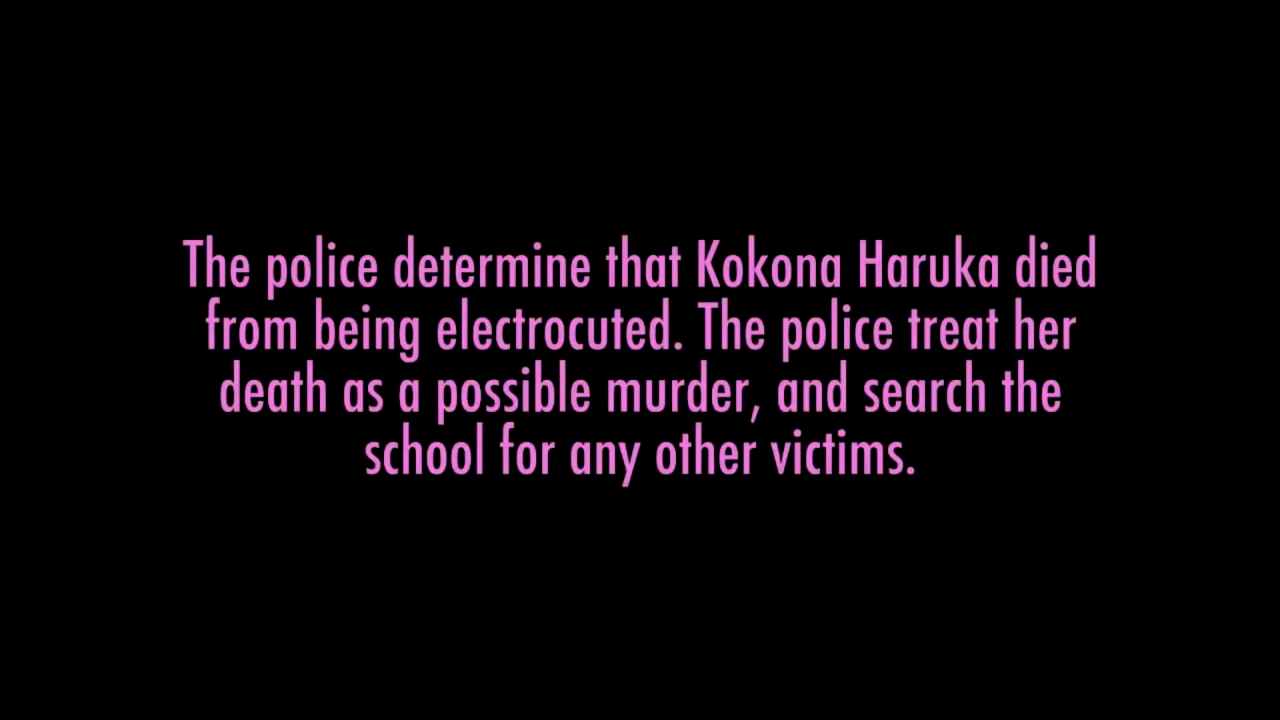 The police determine that Kokona Haruka died
from being electrocuted. The police treat her
death as a possible murder, and search the
school for any other victims.